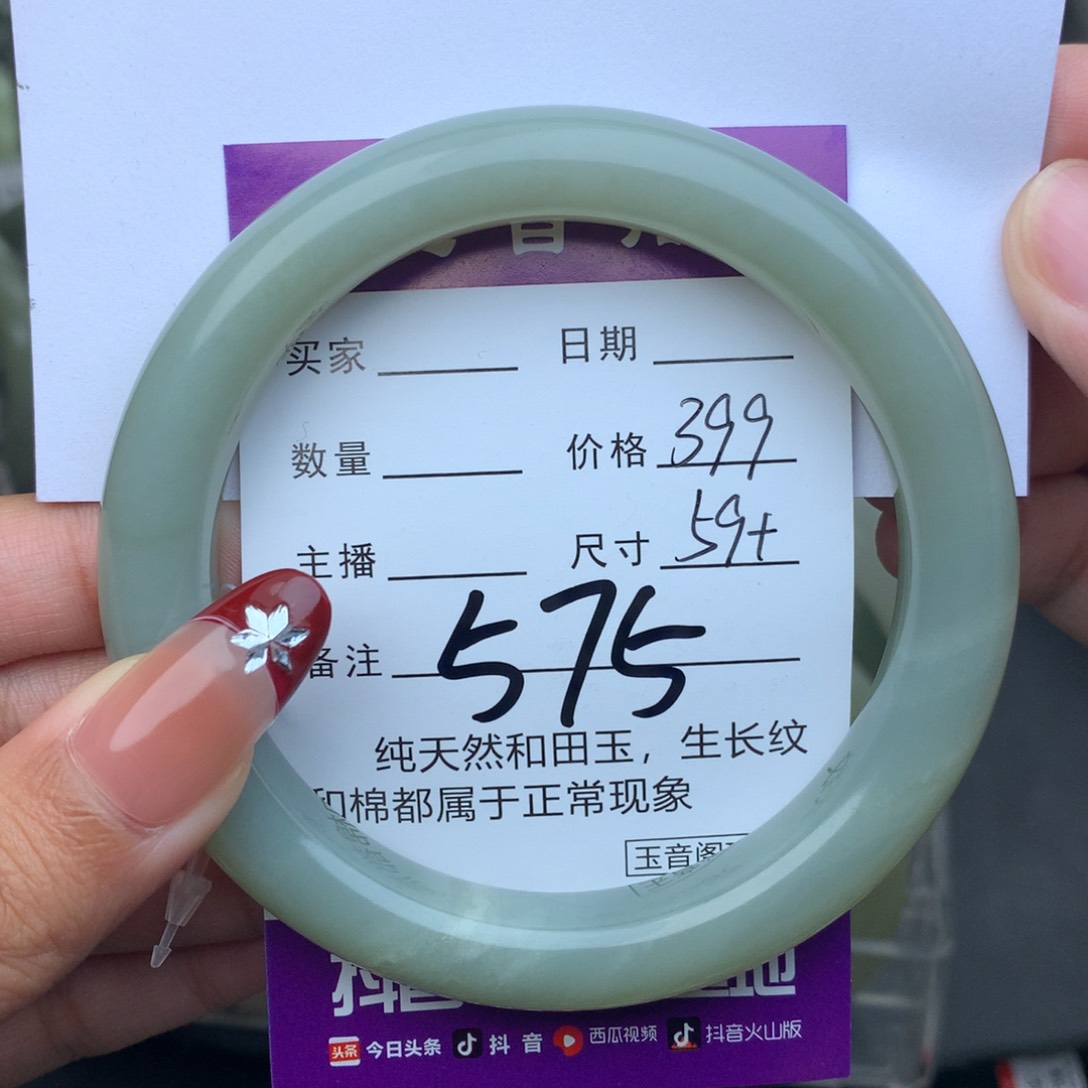 买家 日期
数量 价格 399
主播 尺寸 59+
备注 575
纯天然和田玉，生长纹
和棉都属于正常现象
玉音阁
今日头条 抖音 西瓜视频 抖音火山版